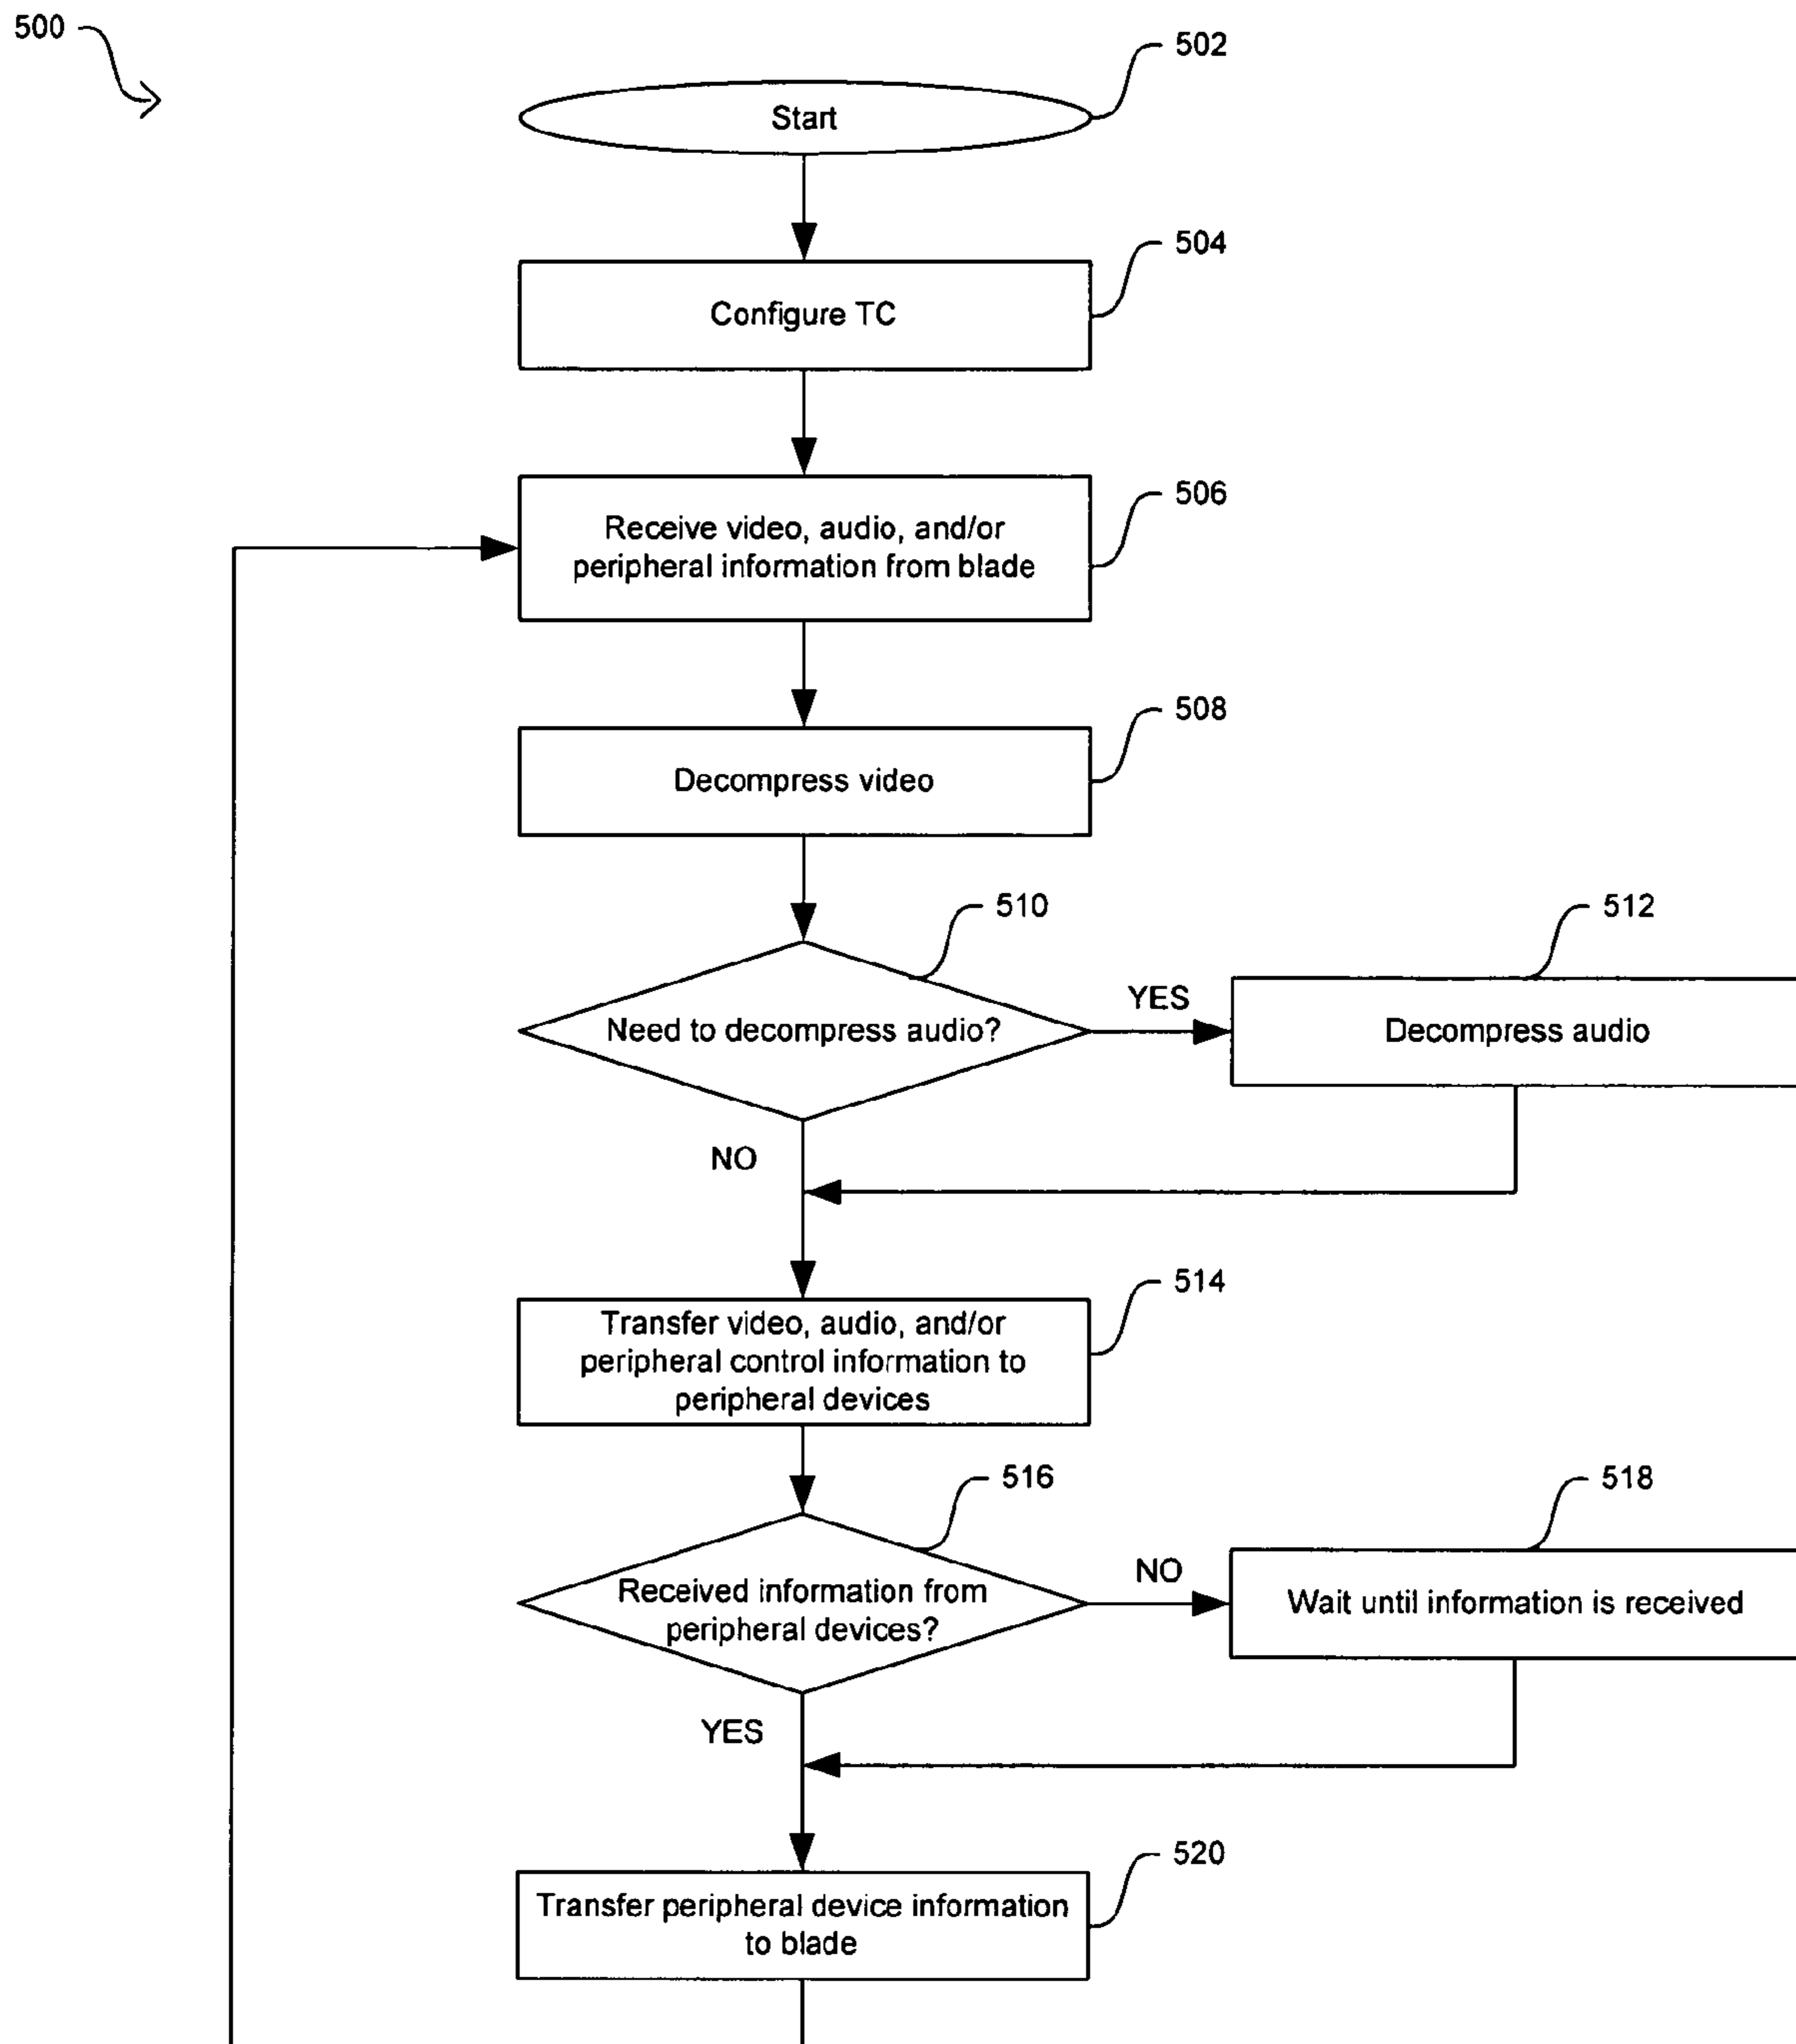 500
502
Start
504
Configure TC
506
Receive video, audio, and/or
peripheral information from blade
508
Decompress video
510
512
Need to decompress audio?
YES
Decompress audio
NO
514
Transfer video, audio, and/or
peripheral control information to
peripheral devices
516
518
Received information from
peripheral devices?
NO
Wait until information is received
YES
520
Transfer peripheral device information
to blade